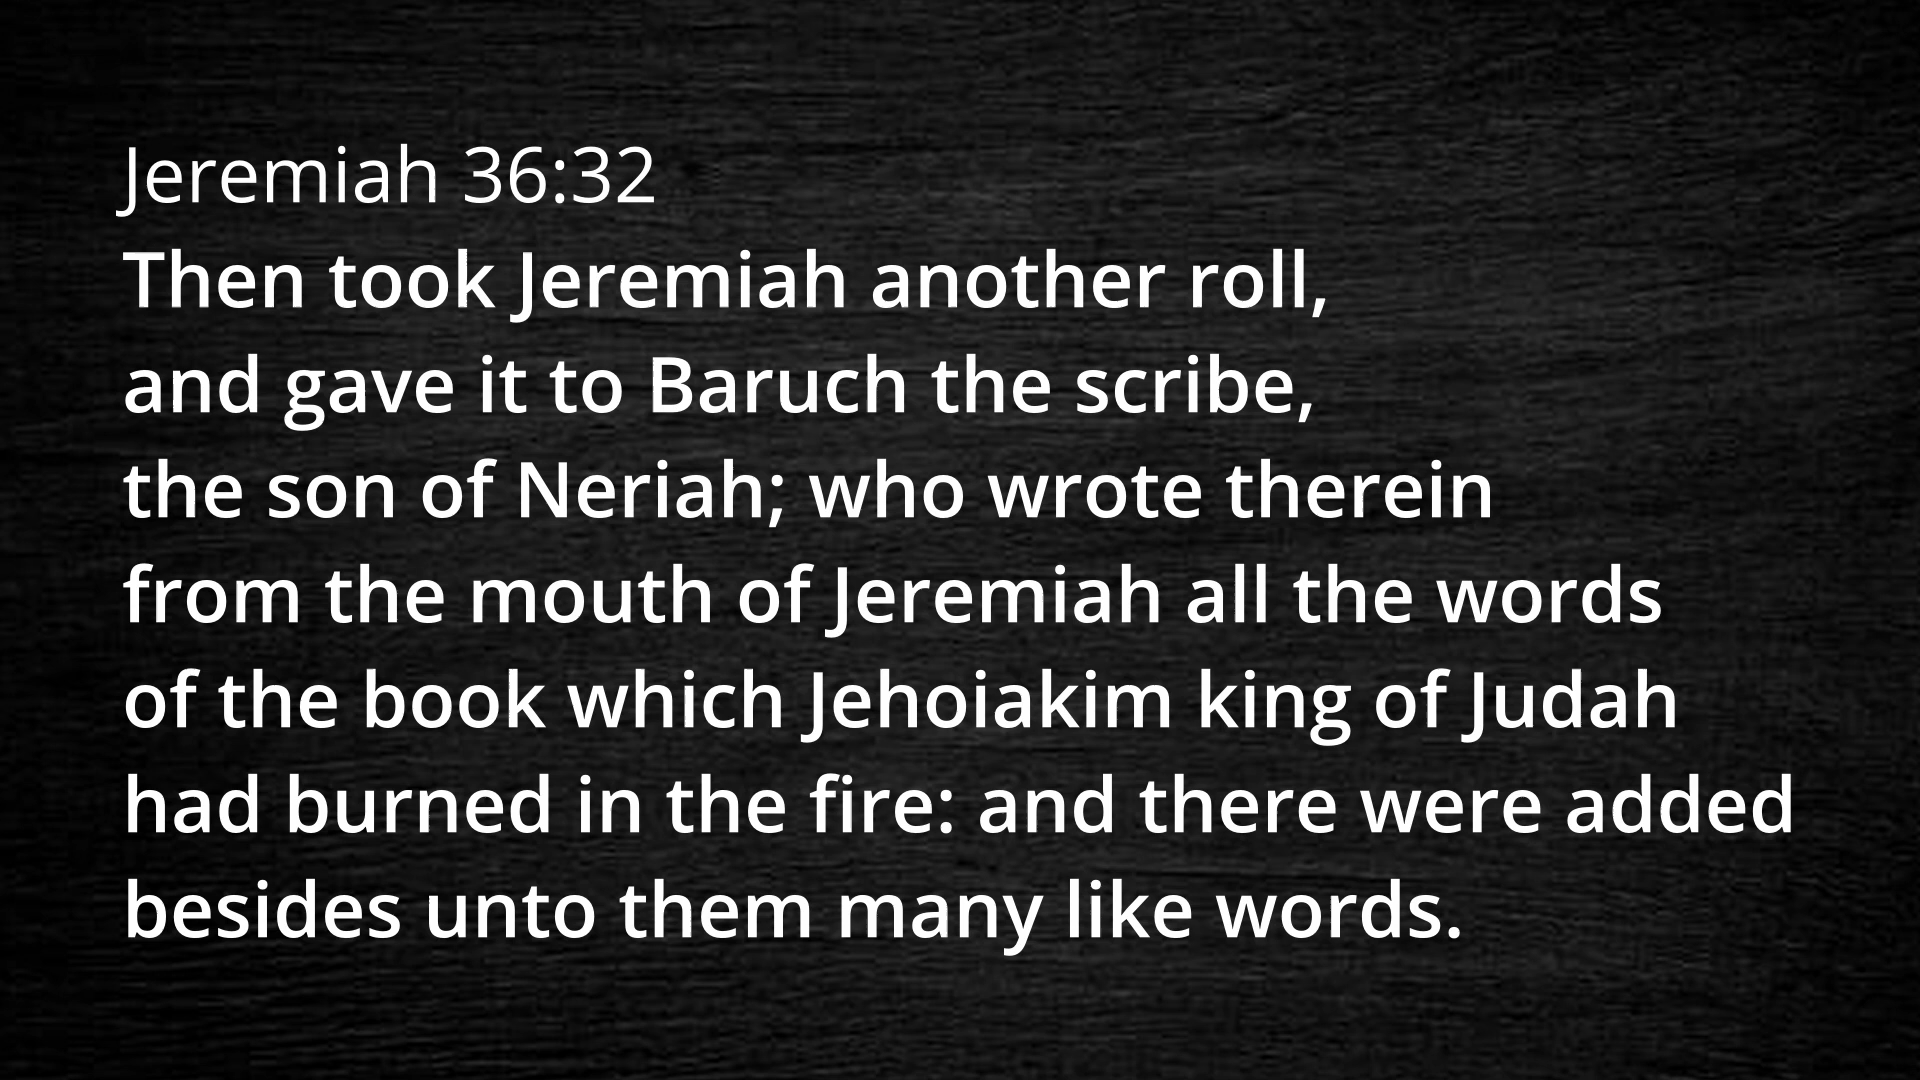 Jeremiah 36:32
Then took Jeremiah another roll,
and gave it to Baruch the scribe,
the son of Neriah; who wrote therein
from the mouth of Jeremiah all the words
of the book which Jehoiakim king of Judah
had burned in the fire: and there were added
besides unto them many like words.